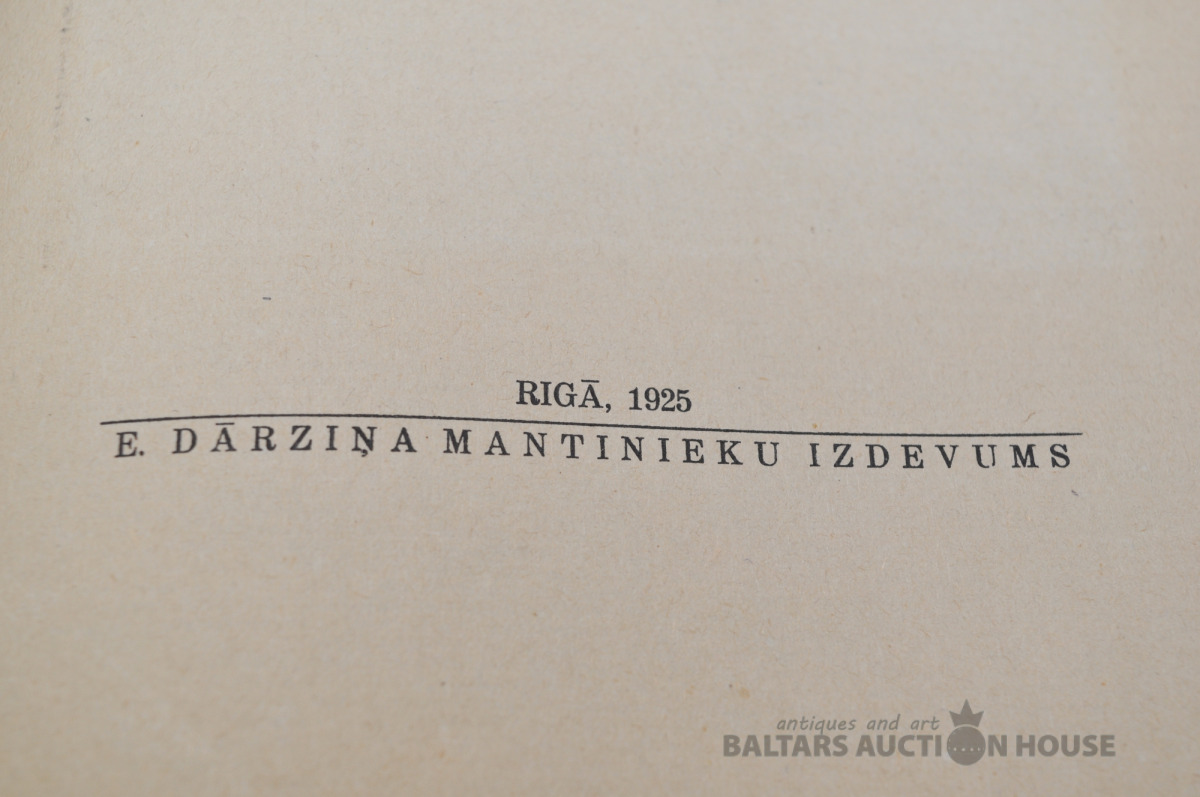 RIGĀ, 1925
E. DĀRZIŅA MANTINIEKU IZDEVUMS
antiques and art
BALTARS AUCTION HOUSE